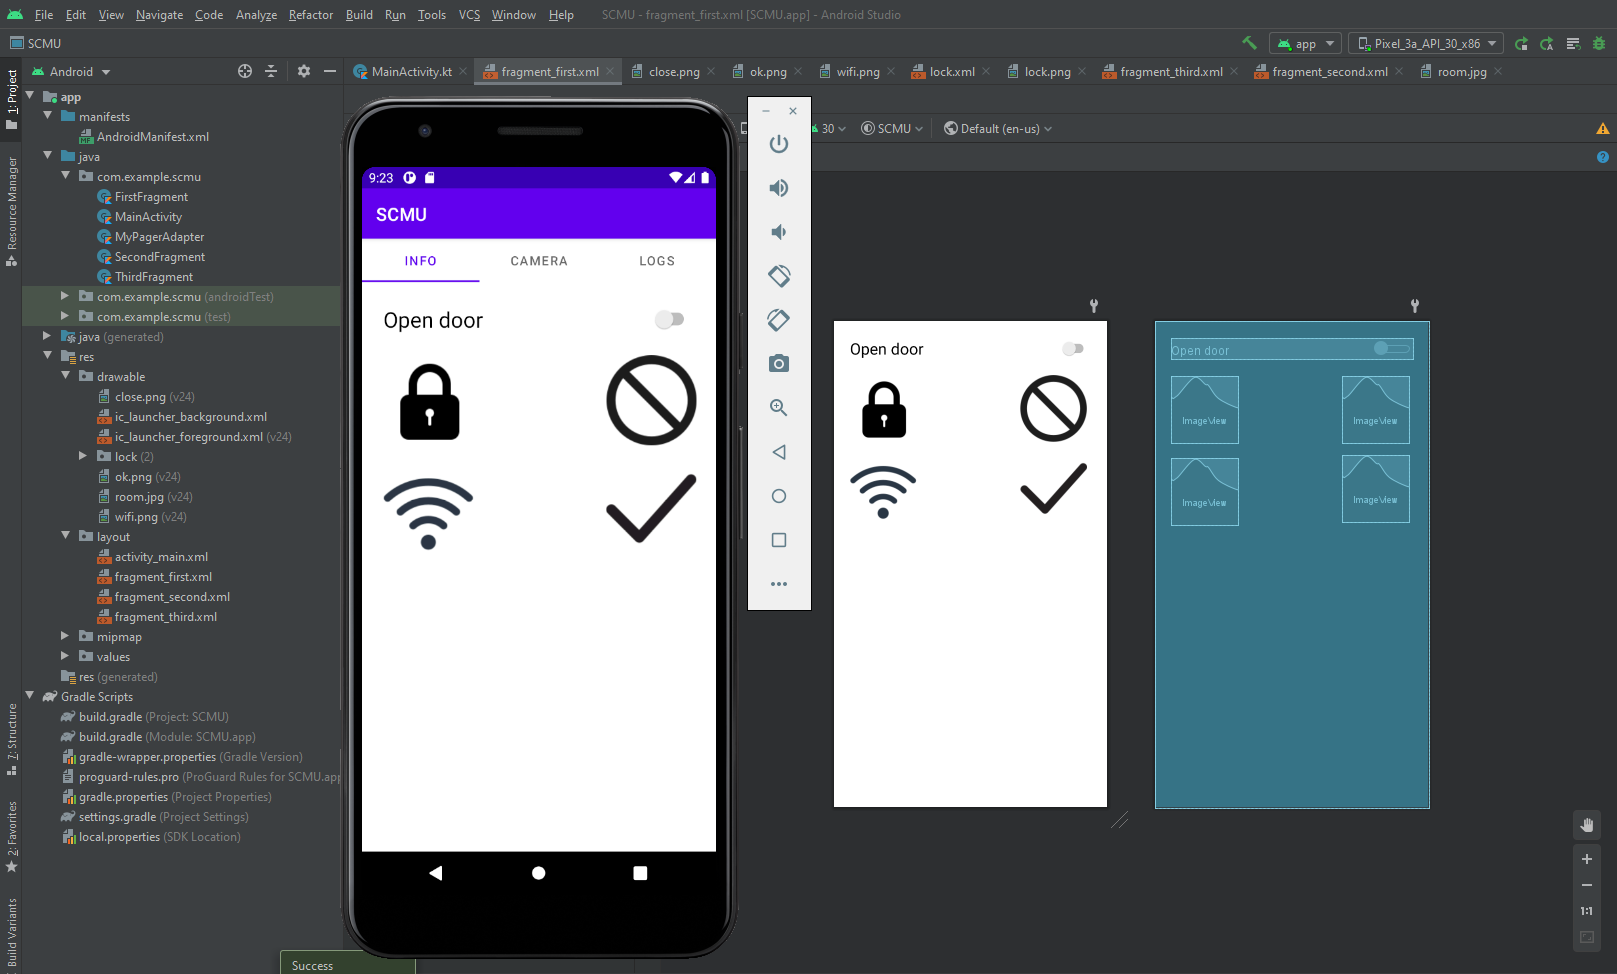 File Edit View Navigate Code Analyze Refactor Build Run Tools VCS Window Help SCMU - fragment_first.xml [SCMU.app] - Android Studio
SCMU
app
Pixel_3a_API_30_x86
Android
MainActivity.kt
fragment_first.xml
close.png
ok.png
wifi.png
lock.xml
lock.png
fragment_third.xml
fragment_second.xml
room.jpg
30
SCMU
Default (en-us)
1: Project
Resource Manager
7: Structure
2: Favorites
Build Variants
app
manifests
AndroidManifest.xml
java
com.example.scmu
FirstFragment
MainActivity
MyPagerAdapter
SecondFragment
ThirdFragment
com.example.scmu (androidTest)
com.example.scmu (test)
java (generated)
res
drawable
close.png (v24)
ic_launcher_background.xml
ic_launcher_foreground.xml (v24)
lock (2)
ok.png (v24)
room.jpg (v24)
wifi.png (v24)
layout
activity_main.xml
fragment_first.xml
fragment_second.xml
fragment_third.xml
mipmap
values
res (generated)
Gradle Scripts
build.gradle (Project: SCMU)
build.gradle (Module: SCMU.app)
gradle-wrapper.properties (Gradle Version)
proguard-rules.pro (ProGuard Rules for SCMU.app
gradle.properties (Project Properties)
settings.gradle (Project Settings)
local.properties (SDK Location)
9:23
SCMU
INFO CAMERA LOGS
Open door
Open door
Open door
ImageView
ImageView
ImageView
ImageView
1:1
Success